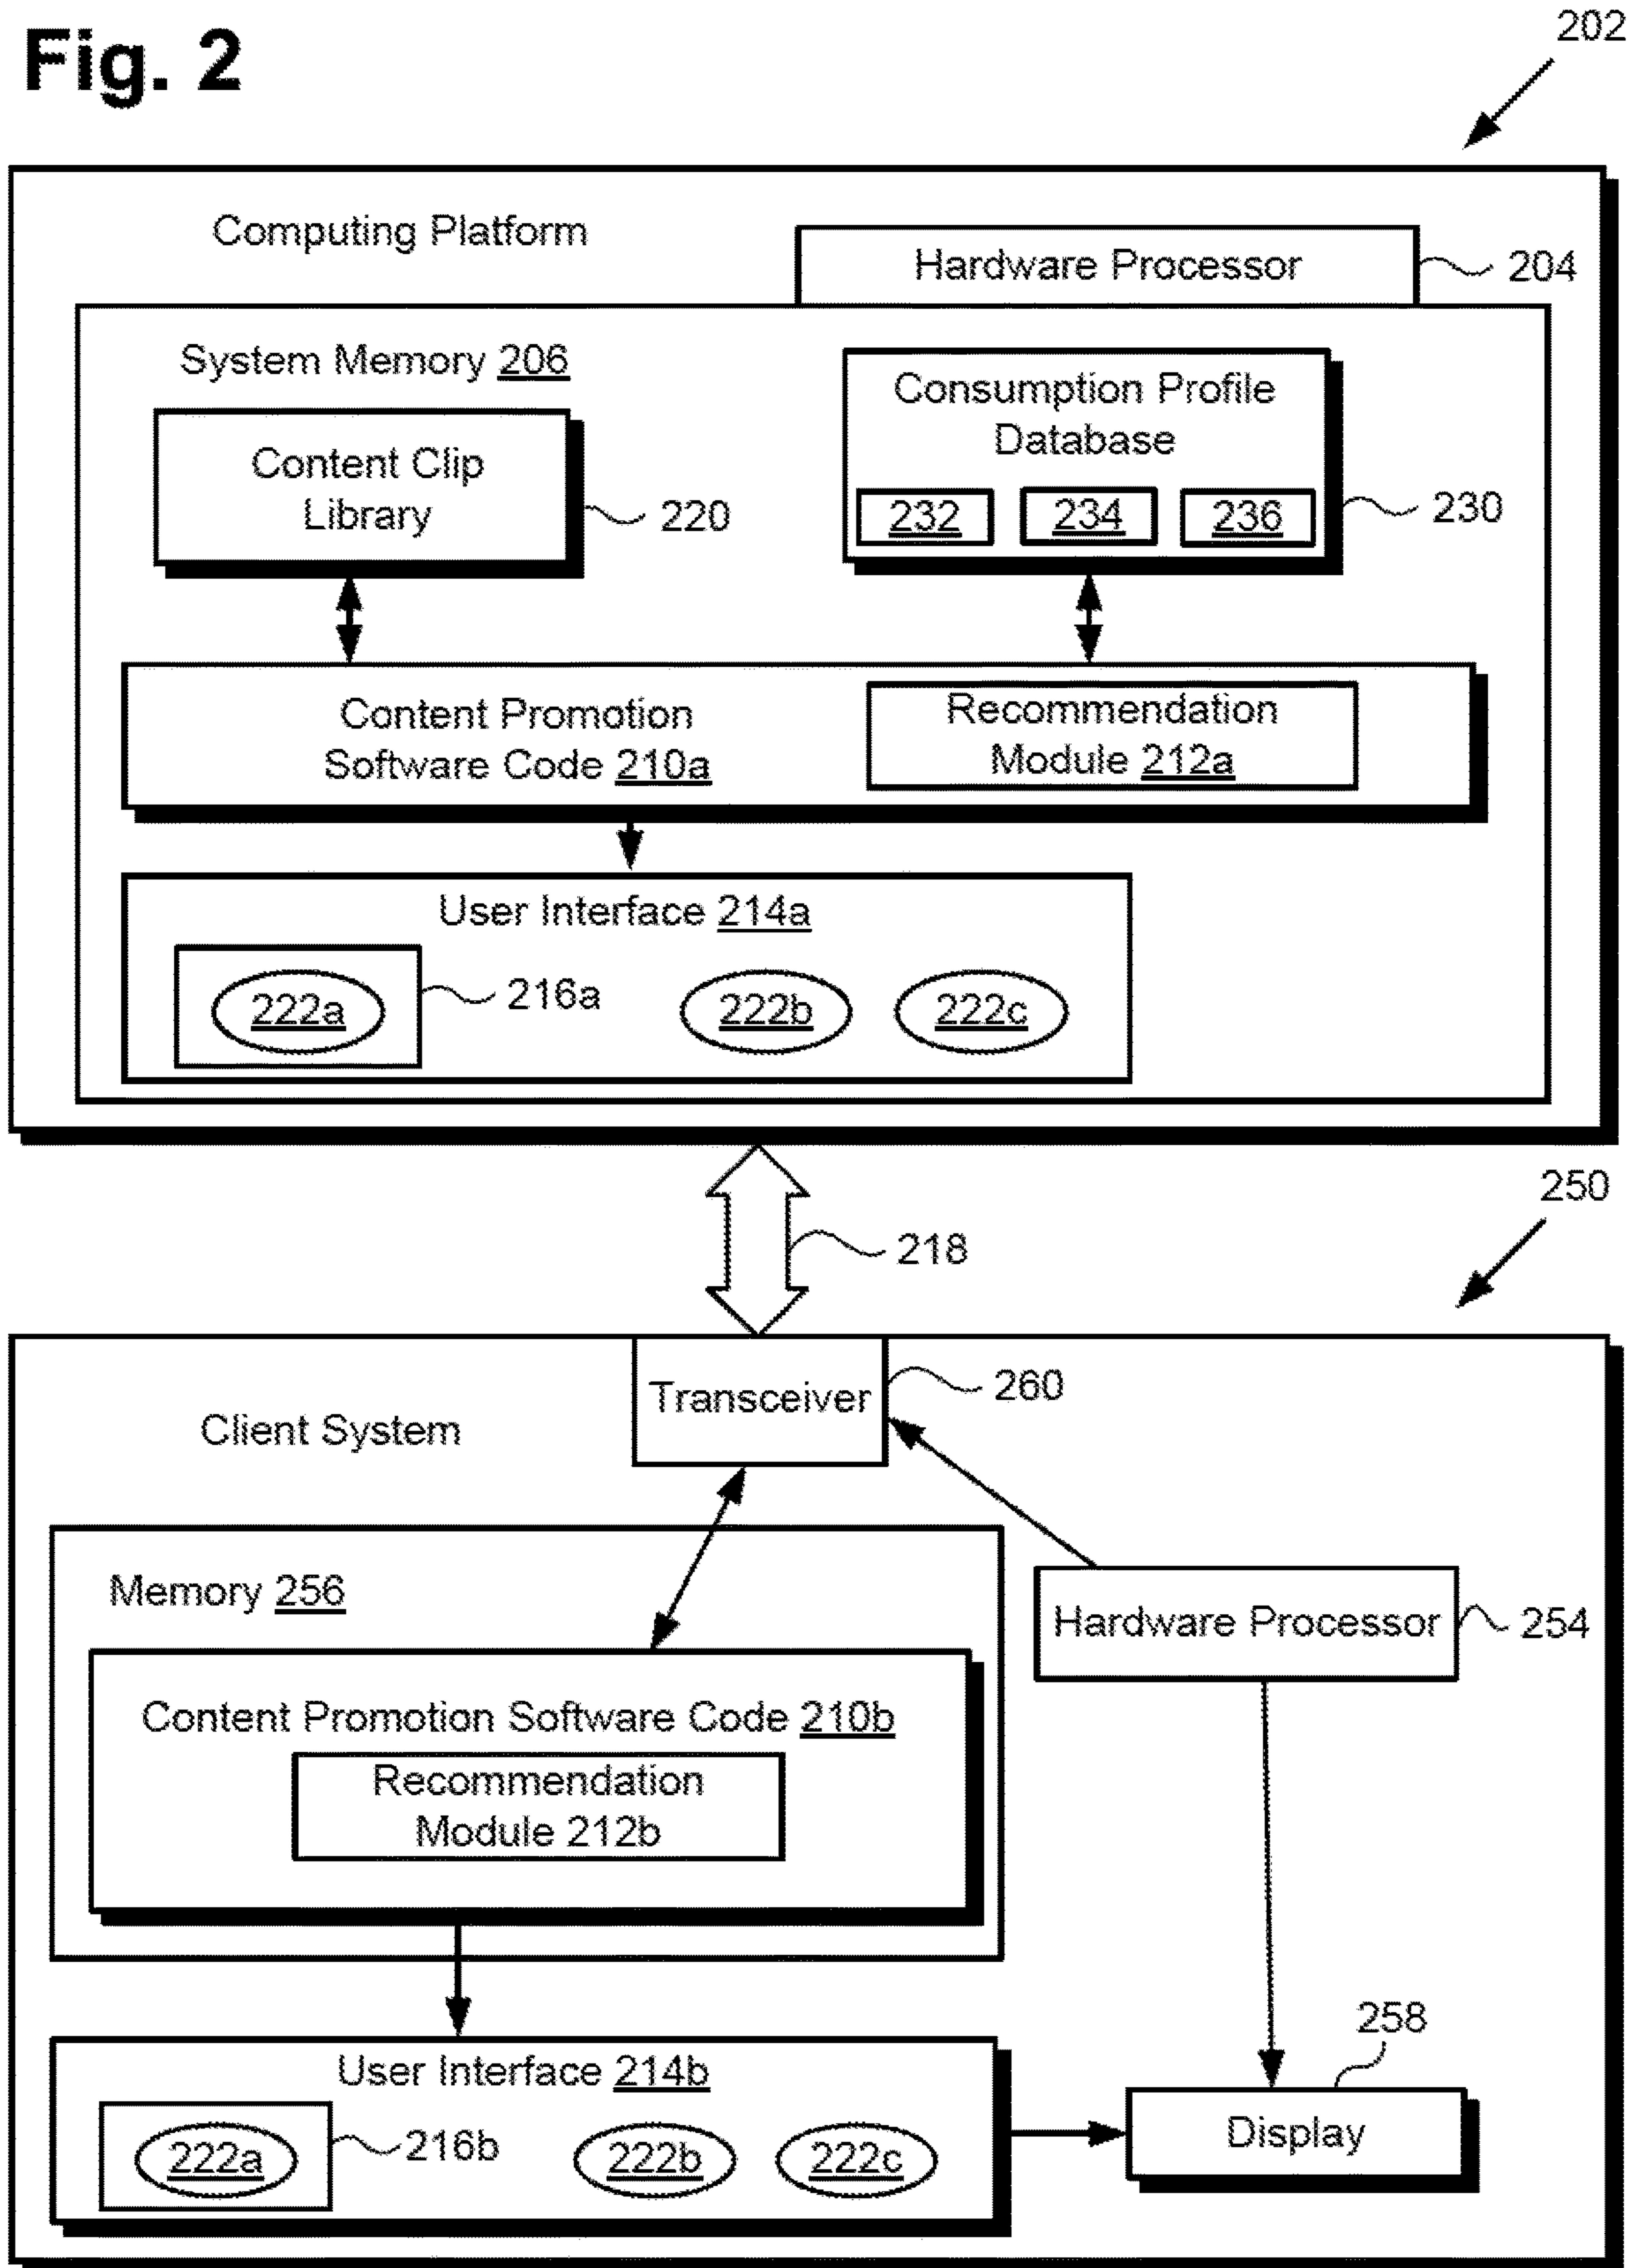 Fig. 2
202
Computing Platform
Hardware Processor
204
System Memory 206
Consumption Profile
Database
232 234 236
230
Content Clip
Library
220
Content Promotion
Software Code 210a
Recommendation
Module 212a
User Interface 214a
222a
216a
222b
222c
218
250
Transceiver
260
Client System
Memory 256
Hardware Processor
254
Content Promotion Software Code 210b
Recommendation
Module 212b
258
User Interface 214b
222a
216b
222b
222c
Display